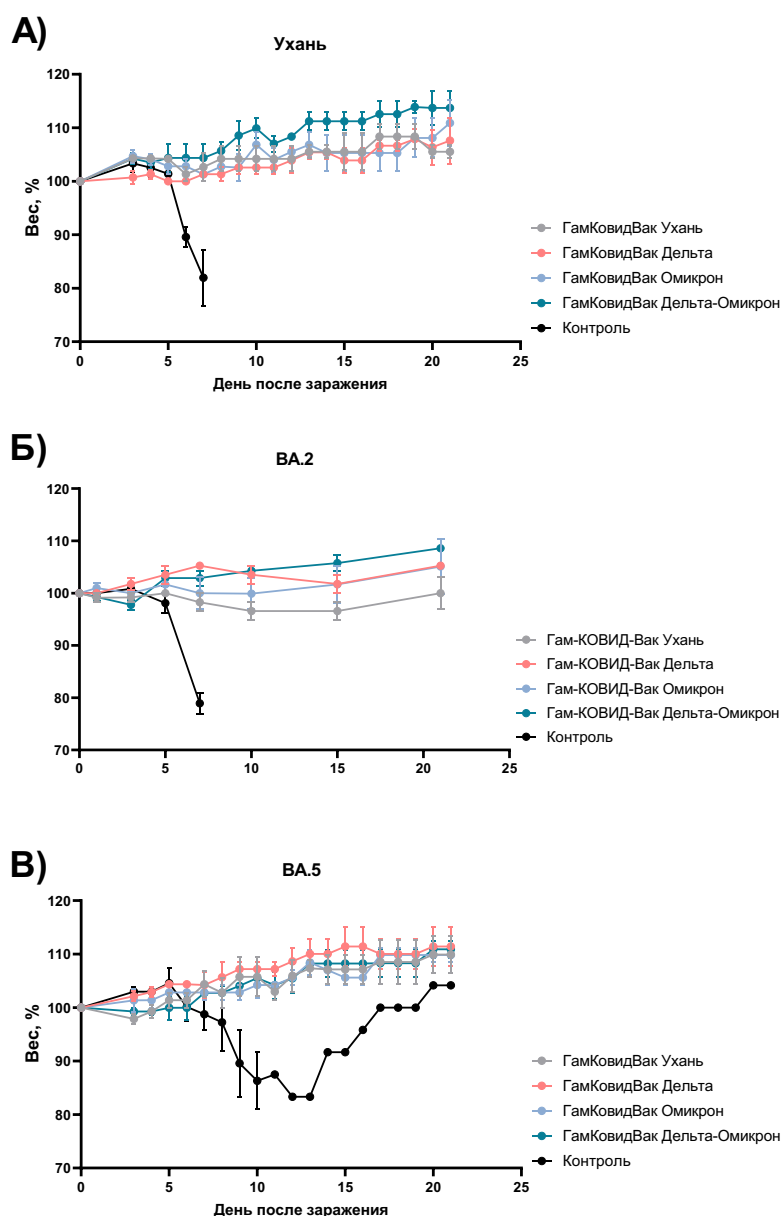 А)
Ухань
120
110
100
90
80
70
0
5
10
15
20
25
Вес, %
День после заражения
ГамКовидВак Ухань
ГамКовидВак Дельта
ГамКовидВак Омикрон
ГамКовидВак Дельта-Омикрон
Контроль
Б)
ВА.2
120
110
100
90
80
70
0
5
10
15
20
25
Гам-КОВИД-Вак Ухань
Гам-КОВИД-Вак Дельта
Гам-КОВИД-Вак Омикрон
Гам-КОВИД-Вак Дельта-Омикрон
Контроль
В)
ВА.5
120
110
100
90
80
70
0
5
10
15
20
25
Вес, %
День после заражения
ГамКовидВак Ухань
ГамКовидВак Дельта
ГамКовидВак Омикрон
ГамКовидВак Дельта-Омикрон
Контроль